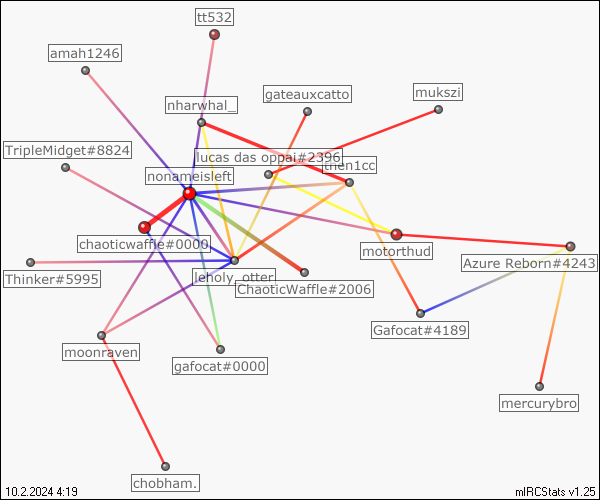 tt532
amah1246
gateauxcatto
mukszi
nharwhal_
TripleMidget#8824
lucas das oppai#2396
then1cc
nonameisleft
chaoticwaffle#0000
motorthud
Thinker#5995
leholy_otter
Azure Reborn#4243
ChaoticWaffle#2006
Gafocat#4189
moonraven
gafocat#0000
mercurybro
chobham.
10.2.2024 4:19
mIRCStats v1.25